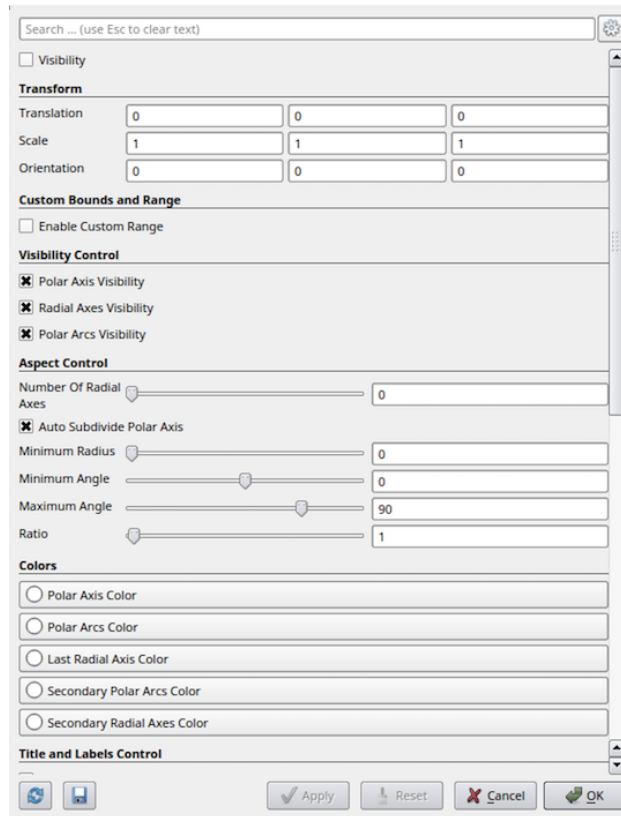 Search ... (use Esc to clear text)
Visibility
Transform
Translation 0 0 0
Scale 1 1 1
Orientation 0 0 0
Custom Bounds and Range
Enable Custom Range
Visibility Control
Polar Axis Visibility
Radial Axes Visibility
Polar Arcs Visibility
Aspect Control
Number Of Radial
Axes 0
Auto Subdivide Polar Axis
Minimum Radius 0
Minimum Angle 0
Maximum Angle 90
Ratio 1
Colors
Polar Axis Color
Polar Arcs Color
Last Radial Axis Color
Secondary Polar Arcs Color
Secondary Radial Axes Color
Title and Labels Control
Apply Reset Cancel OK